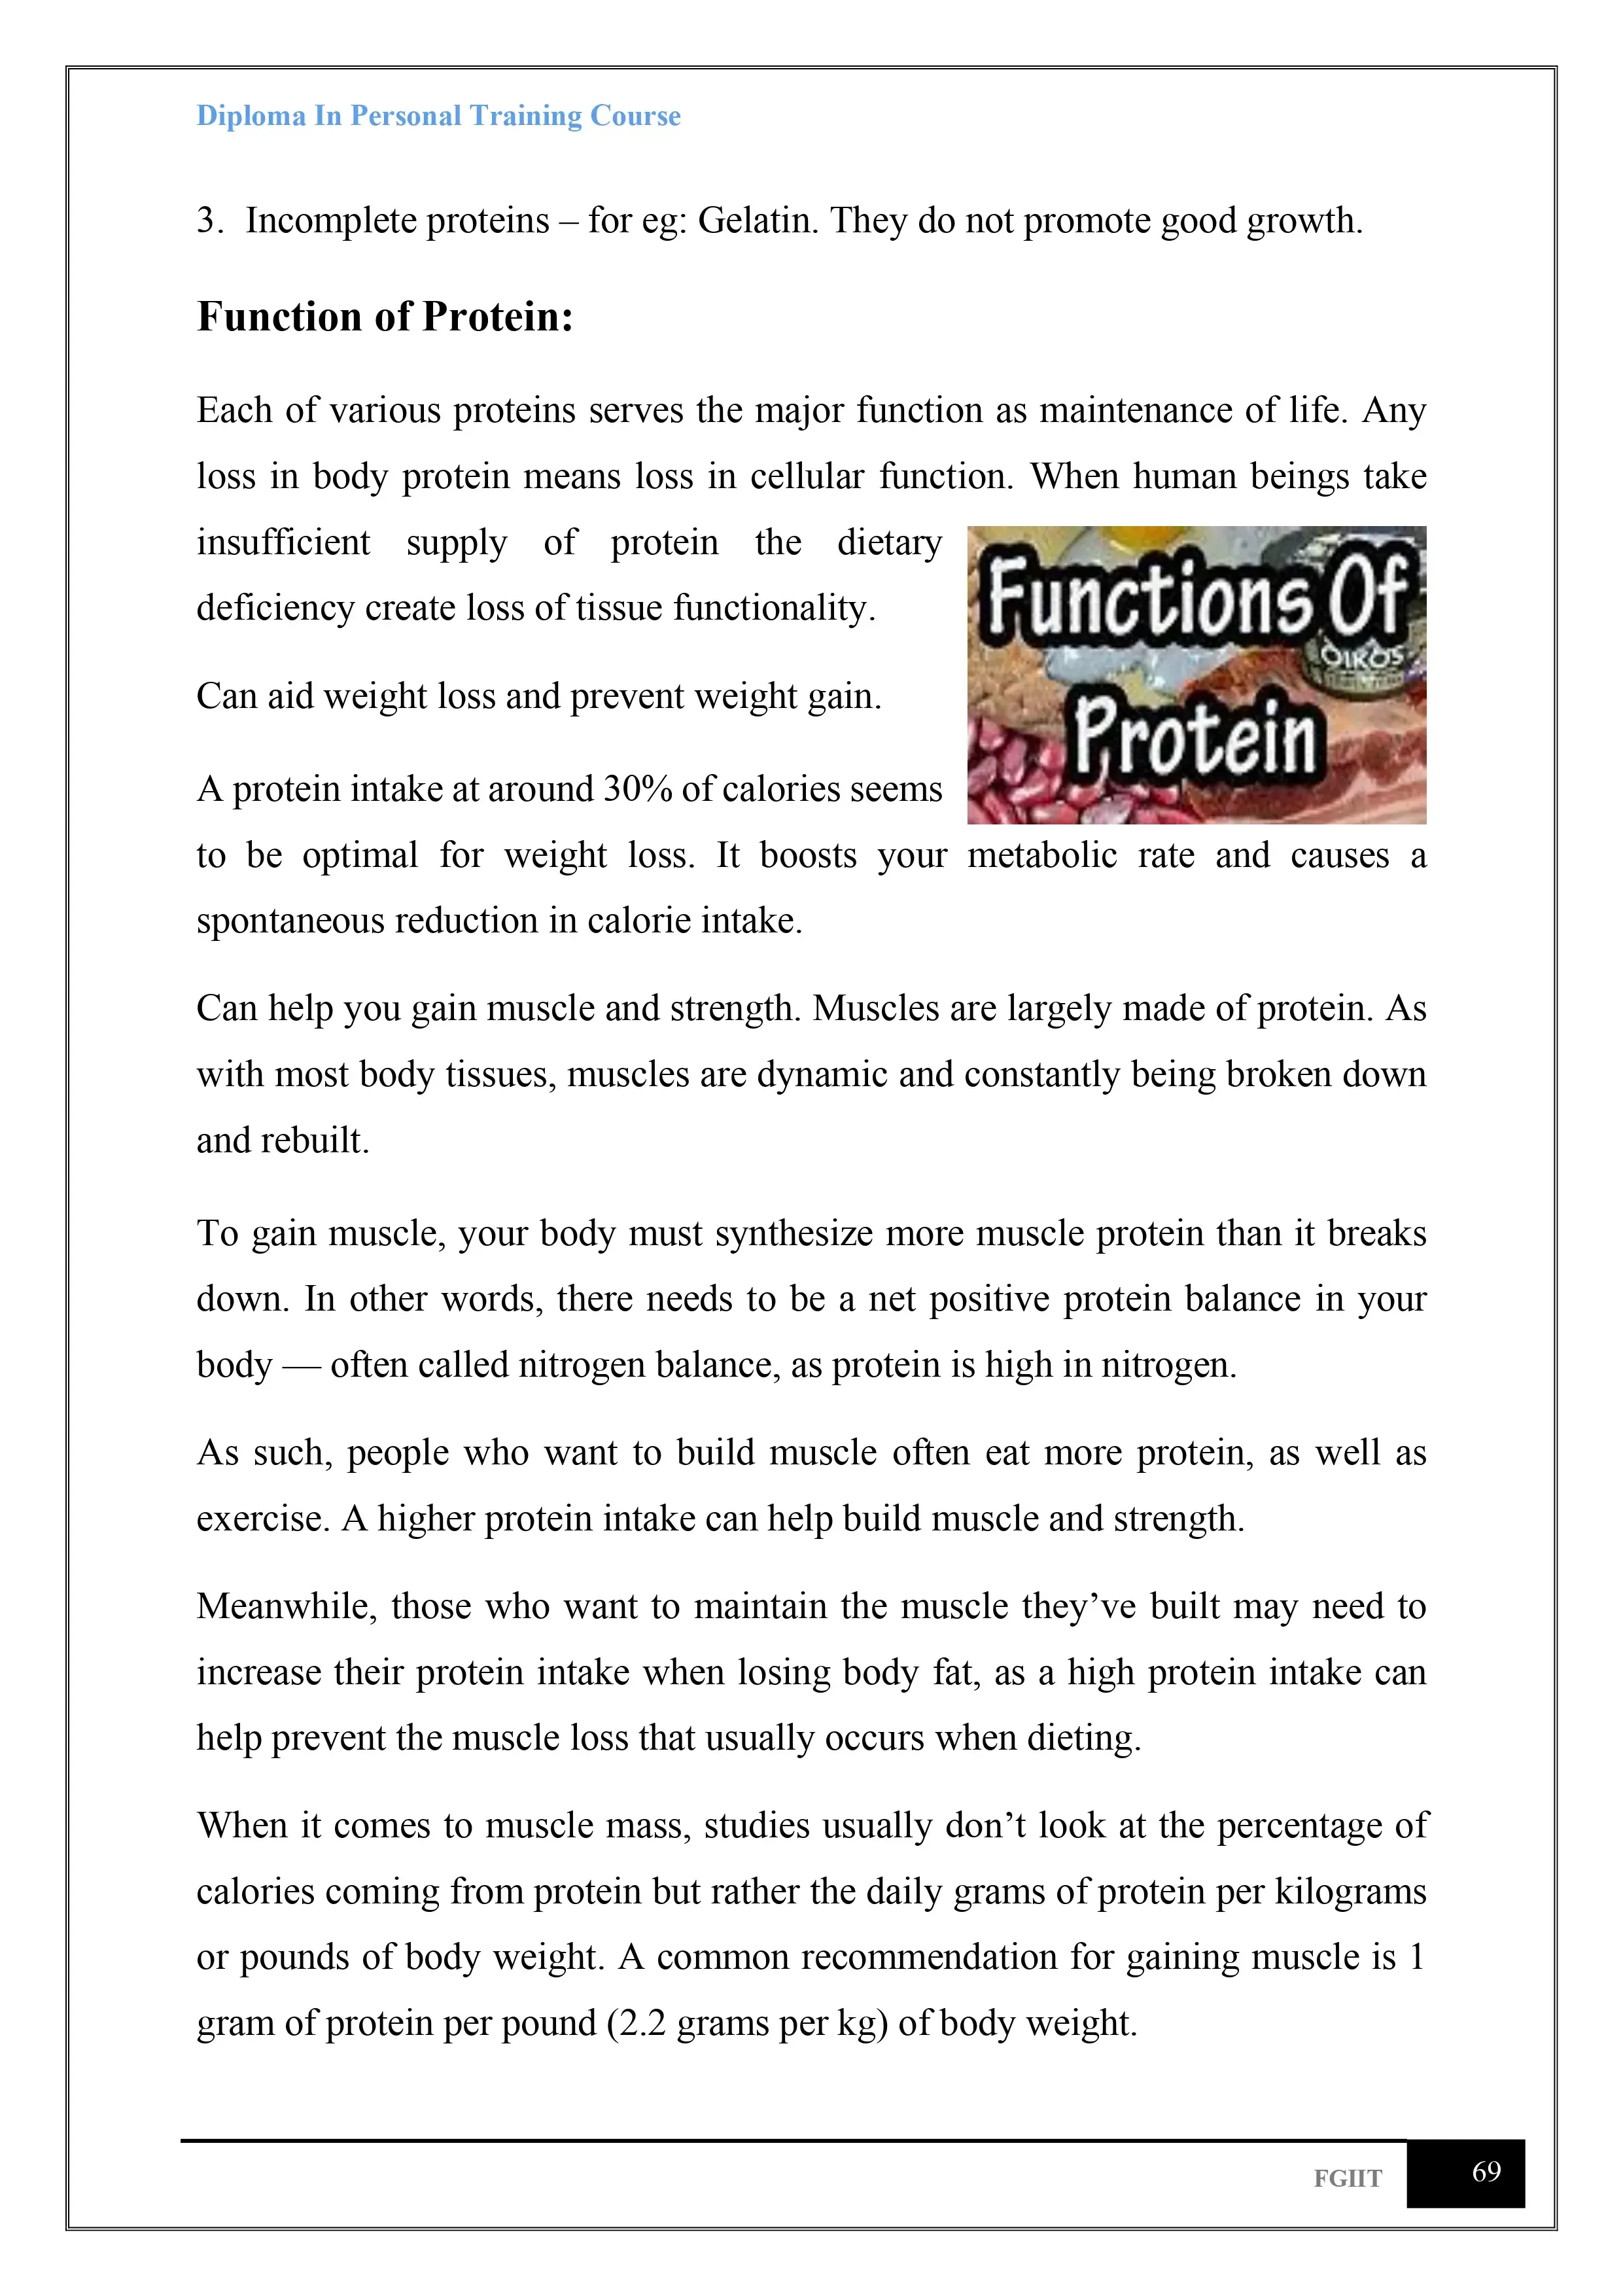 Diploma In Personal Training Course
3. Incomplete proteins – for eg: Gelatin. They do not promote good growth.
Function of Protein:
Each of various proteins serves the major function as maintenance of life. Any
loss in body protein means loss in cellular function. When human beings take
insufficient supply of protein the dietary
deficiency create loss of tissue functionality.
Functions Of
OIKOS
Protein
Can aid weight loss and prevent weight gain.
A protein intake at around 30% of calories seems
to be optimal for weight loss. It boosts your metabolic rate and causes a
spontaneous reduction in calorie intake.
Can help you gain muscle and strength. Muscles are largely made of protein. As
with most body tissues, muscles are dynamic and constantly being broken down
and rebuilt.
To gain muscle, your body must synthesize more muscle protein than it breaks
down. In other words, there needs to be a net positive protein balance in your
body — often called nitrogen balance, as protein is high in nitrogen.
As such, people who want to build muscle often eat more protein, as well as
exercise. A higher protein intake can help build muscle and strength.
Meanwhile, those who want to maintain the muscle they’ve built may need to
increase their protein intake when losing body fat, as a high protein intake can
help prevent the muscle loss that usually occurs when dieting.
When it comes to muscle mass, studies usually don’t look at the percentage of
calories coming from protein but rather the daily grams of protein per kilograms
or pounds of body weight. A common recommendation for gaining muscle is 1
gram of protein per pound (2.2 grams per kg) of body weight.
FGIIT 69